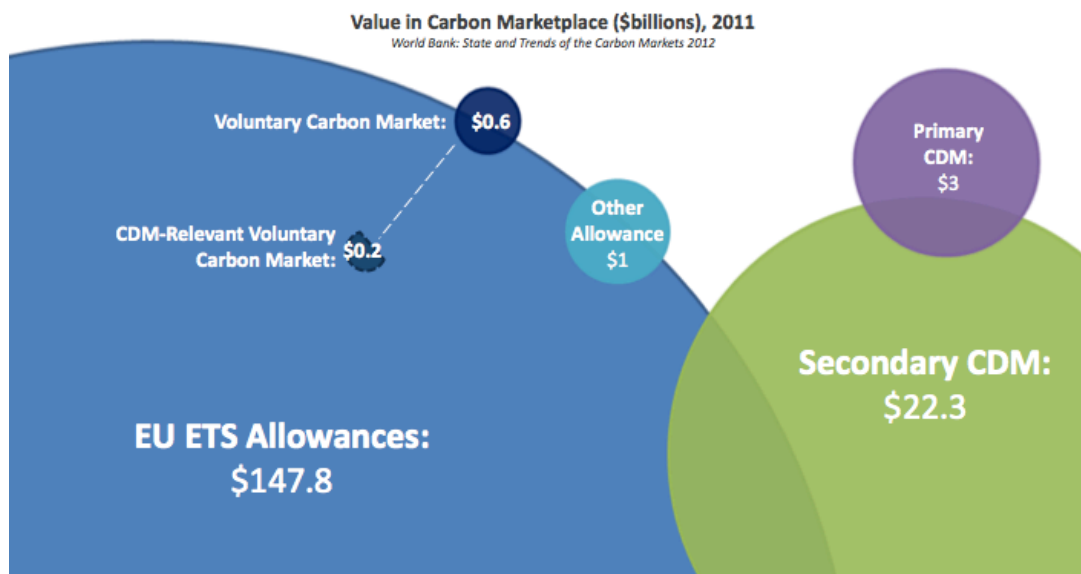 Value in Carbon Marketplace ($billions), 2011
World Bank: State and Trends of the Carbon Markets 2012
Voluntary Carbon Market:
$0.6
CDM-Relevant Voluntary
Carbon Market:
$0.2
Other
Allowance
$1
Primary
CDM:
$3
Secondary CDM:
$22.3
EU ETS Allowances:
$147.8